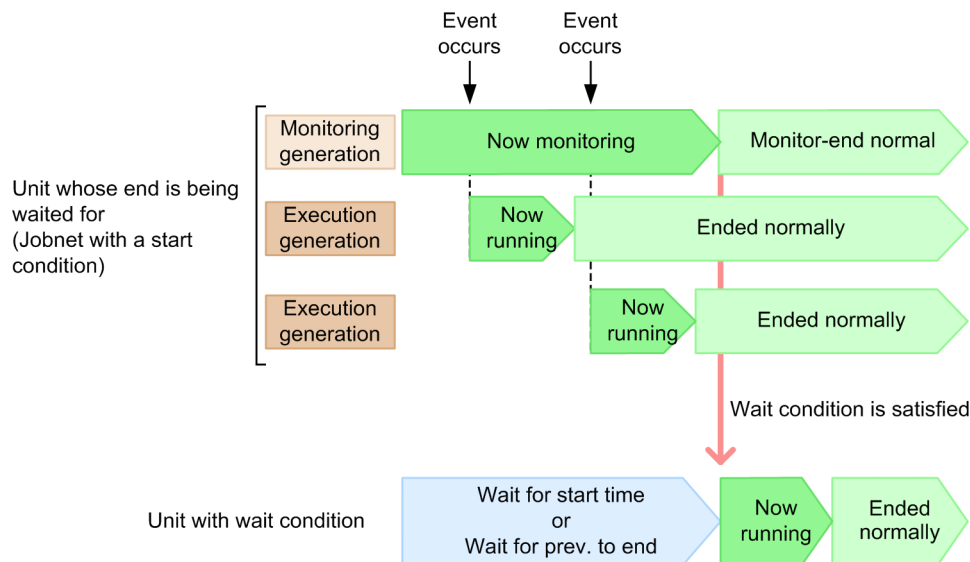 Event
occurs
Event
occurs
Monitoring
generation
Now monitoring
Monitor-end normal
Unit whose end is being
waited for
(Jobnet with a start
condition)
Execution
generation
Now
running
Ended normally
Execution
generation
Now
running
Ended normally
Wait condition is satisfied
Unit with wait condition
Wait for start time
or
Wait for prev. to end
Now
running
Ended
normally